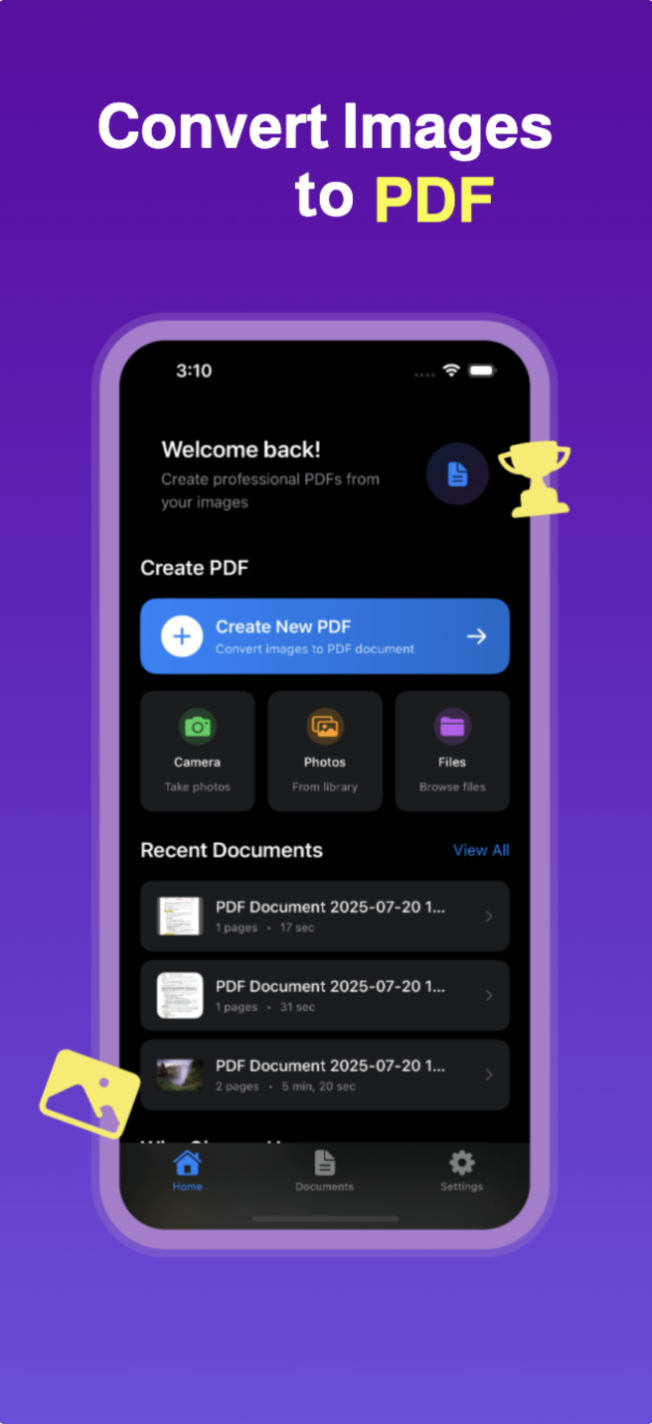 Convert Images
to PDF
3:10
Welcome back!
Create professional PDFs from
your images
Create PDF
Create New PDF
Convert images to PDF document
Camera
Photos
Files
Take photos
From library
Browse files
Recent Documents
View All
PDF Document 2025-07-20 1...
1 pages • 17 sec
PDF Document 2025-07-20 1...
1 pages • 31 sec
PDF Document 2025-07-20 1...
2 pages • 5 min, 20 sec
Home
Documents
Settings